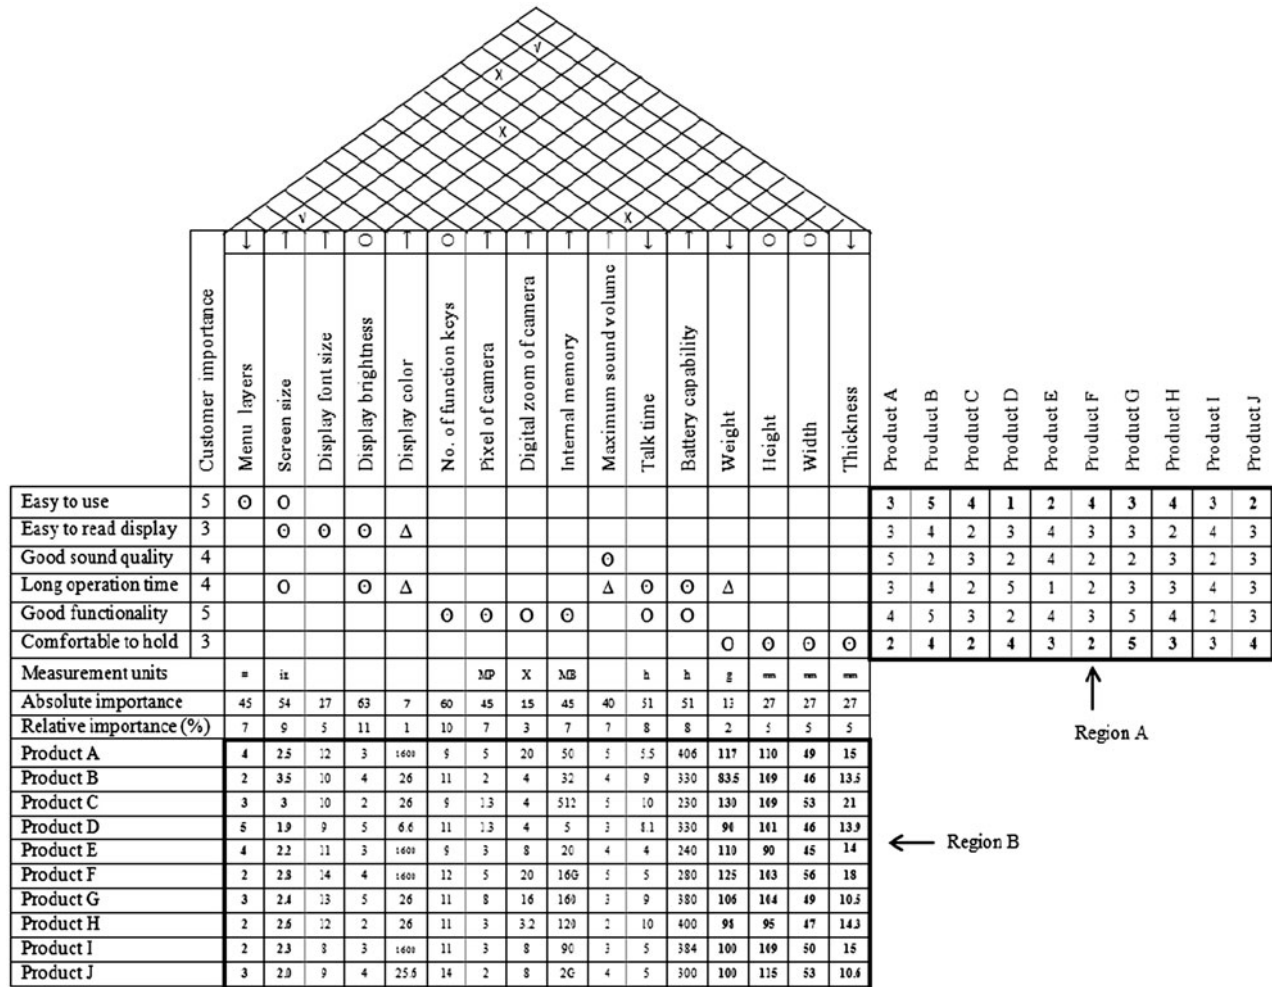 √
X
X
√ X
↓ ↑ ↑ O ↑ O ↑ ↑ ↑ ↑ ↓ ↑ ↓ O O ↓
Customer importance
Menu layers
Screen size
Display font size
Display brightness
Display color
No. of function keys
Pixel of camera
Digital zoom of camera
Internal memory
Maximum sound volume
Talk time
Battery capability
Weight
Height
Width
Thickness
Product A
Product B
Product C
Product D
Product E
Product F
Product G
Product H
Product I
Product J
Easy to use 5 ʘ O 3 5 4 1 2 4 3 4 3 2
Easy to read display 3 ʘ ʘ ʘ Δ 3 4 2 3 4 3 3 2 4 3
Good sound quality 4 ʘ 5 2 3 2 4 2 2 3 2 3
Long operation time 4 O ʘ Δ Δ ʘ ʘ Δ 3 4 2 5 1 2 3 3 4 3
Good functionality 5 ʘ ʘ O ʘ O O 4 5 3 2 4 3 5 4 2 3
Comfortable to hold 3 O ʘ ʘ ʘ 2 4 2 4 3 2 5 3 3 4
Measurement units in MP X MB h h g mm mm mm
Absolute importance 45 54 27 63 7 60 45 15 45 40 51 51 13 27 27 27
Relative importance (%) 7 9 5 11 1 10 7 3 7 7 8 8 2 5 5 5
Region A
Product A 4 2.5 12 3 1600 9 5 20 50 5 5.5 406 117 110 49 15
Product B 2 3.5 10 4 26 11 2 4 32 4 9 330 83.5 109 46 13.5
Product C 3 3 10 2 26 9 1.3 4 512 5 10 230 130 109 53 21
Product D 5 1.9 9 5 6.6 11 1.3 4 5 3 8.1 330 90 101 46 13.9
Product E 4 2.2 11 3 1600 9 3 8 20 4 4 240 110 90 45 14
Region B
Product F 2 2.8 14 4 1600 12 5 20 16G 5 5 280 125 103 56 18
Product G 3 2.4 13 5 26 11 8 16 160 3 9 380 106 104 49 10.5
Product H 2 2.6 12 2 26 11 3 3.2 120 2 10 400 98 95 47 14.3
Product I 2 2.3 8 3 1600 11 3 8 90 3 5 384 100 109 50 15
Product J 3 2.0 9 4 25.6 14 2 8 2G 4 5 300 100 115 53 10.6